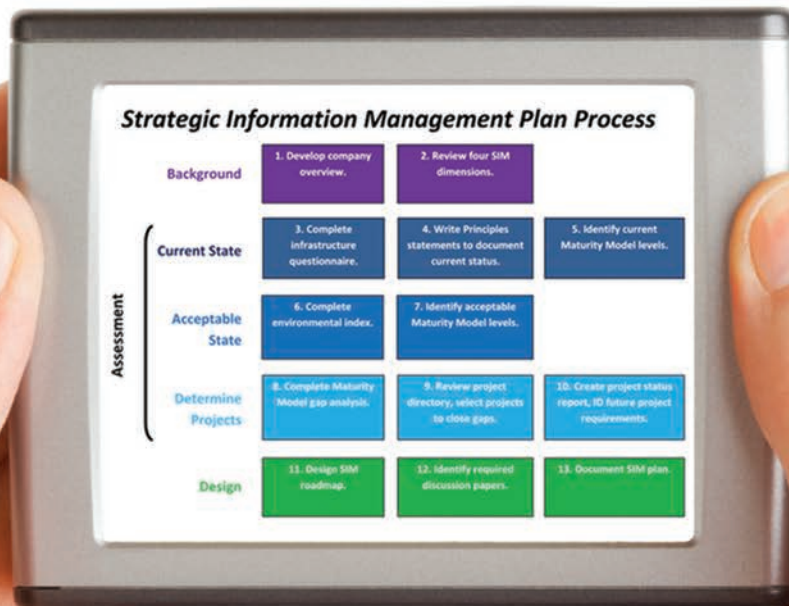 Strategic Information Management Plan Process
Background
1. Develop company
overview.
2. Review four SIM
dimensions.
Assessment
Current State
3. Complete
infrastructure
questionnaire.
4. Write Principles
statements to document
current status.
5. Identify current
Maturity Model levels.
Acceptable
State
6. Complete
environmental index.
7. Identify acceptable
Maturity Model levels.
Determine
Projects
8. Complete Maturity
Model gap analysis.
9. Review project
directory, select projects
to close gaps.
10. Create project status
report, ID future project
requirements.
Design
11. Design SIM
roadmap.
12. Identify required
discussion papers.
13. Document SIM plan.